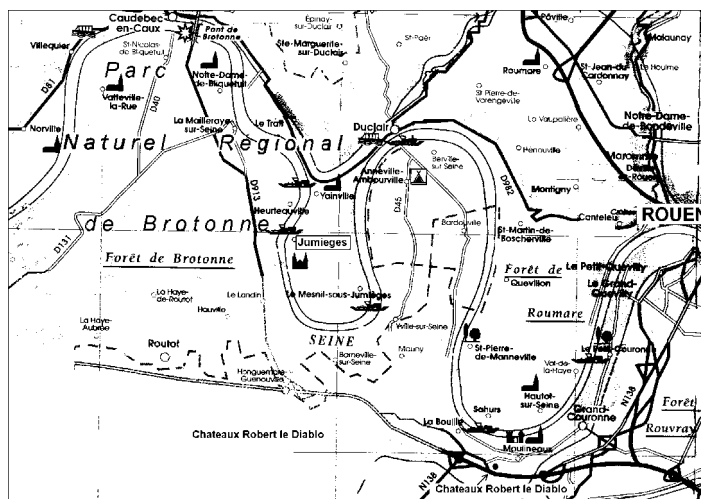 Caudebec-
en-Caux
Pont de
Brotonne
Épinay-
sur-Duclair
St-Paër
Ste-Marguerite-
sur-Duclair
Villequier
St-Nicolas-
de-Bliquetuit
Parc
Notre-Dame-
de-Bliquetuit
Vatteville-
la-Rue
D81
D40
La Mailleraye-
sur-Seine
Le Trait
Norville
Naturel Régional
de Brotonne
Duclair
Pâville
Malaunay
Roumare
St-Jean-du
Cardonnay
Le Houlme
St-Pierre-de-
Varengeville
La Vaupalière
Notre-Dame-
de-Bondeville
Hénouville
Maromme
Montigny
Canteleu
ROUEN
Berville-
sur-Seine
Anneville-
Ambourville
D982
D45
Bardouville
St-Martin-de-
Boscherville
Yainville
Heurteauville
D913
Jumieges
D131
Forêt de Brotonne
La Haye-
de-Routot
Le Landin
Hauville
Le Mesnil-sous-Jumièges
La Haye-
Aubrée
Routot
SEINE
Yville-sur-Seine
Barneville-
sur-Seine
Mauny
Honguemare-
Guenouville
Forêt de
Quevillon
Roumare
Le Petit-Quevilly
Le Grand-
Quevilly
St-Pierre-
de-Manneville
Le Petit-Couronne
Val-de-
la-Haye
N138
Hautot-
sur-Seine
Sahurs
La Bouille
Grand-
Couronne
Forêt
Rouvray
Moulineaux
Chateaux Robert le Diablo
N138
Chateaux Robert le Diablo